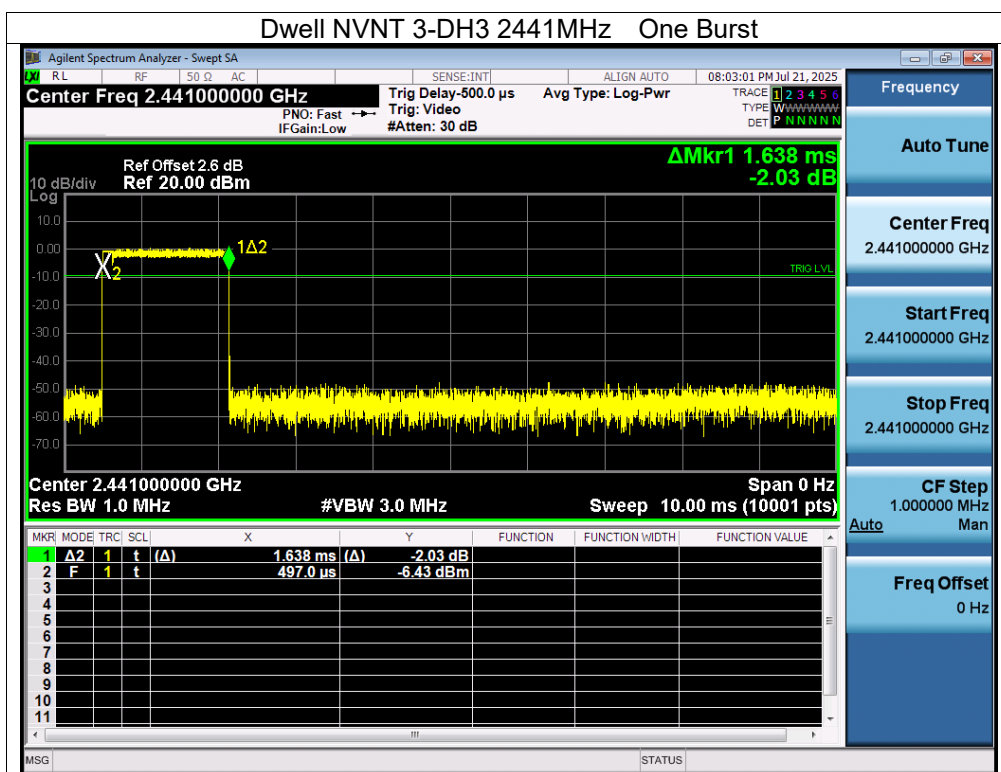 Dwell NVNT 3-DH3 2441MHz One Burst
Agilent Spectrum Analyzer - Swept SA
LXI RL RF 50 Ω AC SENSE:INT ALIGN AUTO 08:03:01 PM Jul 21, 2025
Center Freq 2.441000000 GHz Trig Delay-500.0 µs Avg Type: Log-Pwr TRACE 1 2 3 4 5 6
PNO: Fast Trig: Video TYPE WWWWWW
IFGain:Low #Atten: 30 dB DET P N N N N N
Ref Offset 2.6 dB ΔMkr1 1.638 ms
10 dB/div Ref 20.00 dBm -2.03 dB
Log
10.0
0.00
-10.0
-20.0
-30.0
-40.0
-50.0
-60.0
-70.0
1Δ2
2
TRIG LVL
Center 2.441000000 GHz Span 0 Hz
Res BW 1.0 MHz #VBW 3.0 MHz Sweep 10.00 ms (10001 pts)
MKR MODE TRC SCL X Y FUNCTION FUNCTION WIDTH FUNCTION VALUE
1 Δ2 1 t (Δ) 1.638 ms (Δ) -2.03 dB
2 F 1 t 497.0 µs -6.43 dBm
3
4
5
6
7
8
9
10
11
MSG STATUS
Frequency
Auto Tune
Center Freq
2.441000000 GHz
Start Freq
2.441000000 GHz
Stop Freq
2.441000000 GHz
CF Step
1.000000 MHz
Auto Man
Freq Offset
0 Hz